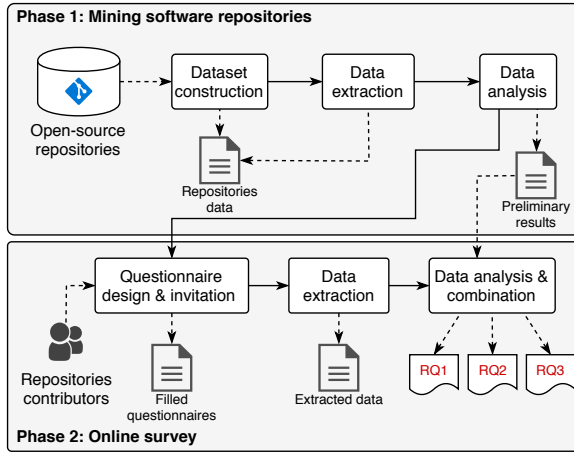 Phase 1: Mining software repositories
Open-source
repositories
Dataset
construction
Data
extraction
Data
analysis
Repositories
data
Preliminary
results
Questionnaire
design & invitation
Data
extraction
Data analysis &
combination
Repositories
contributors
Filled
questionnaires
Extracted data
RQ1
RQ2
RQ3
Phase 2: Online survey